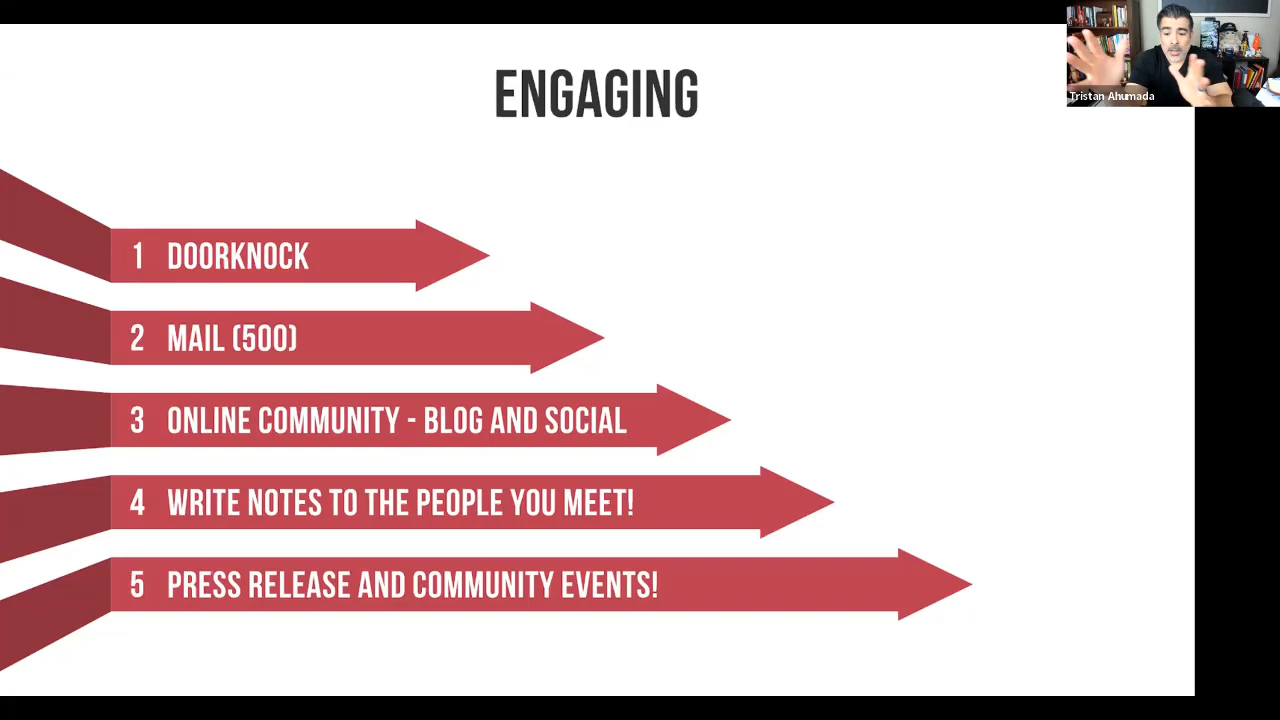 ENGAGING
Tristan Ahumada
1 DOORKNOCK
2 MAIL (500)
3 ONLINE COMMUNITY - BLOG AND SOCIAL
4 WRITE NOTES TO THE PEOPLE YOU MEET!
5 PRESS RELEASE AND COMMUNITY EVENTS!